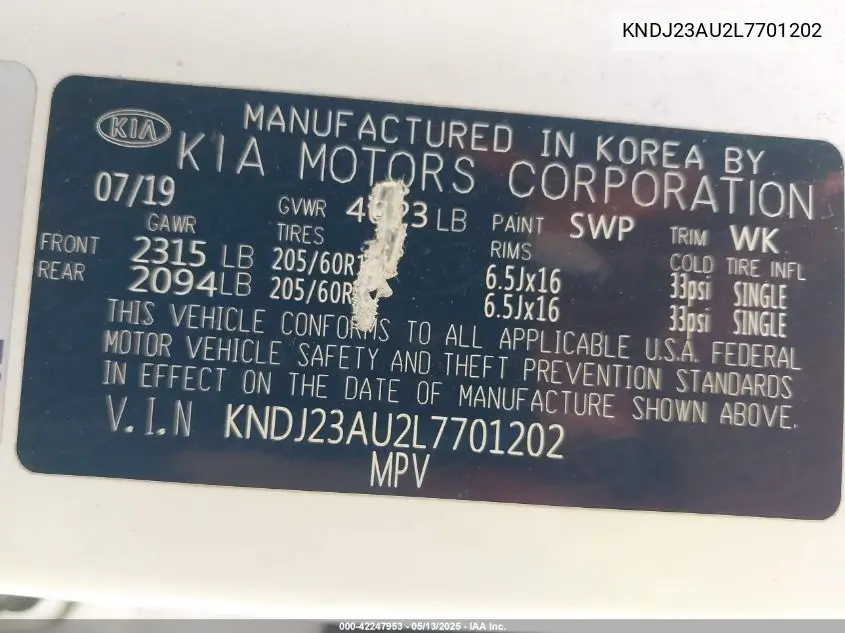 KNDJ23AU2L7701202
KIA
MANUFACTURED IN KOREA BY
KIA MOTORS CORPORATION
07/19
GAWR GVWR LB PAINT SWP TRIM WK
TIRES RIMS COLD TIRE INFL
FRONT 2315 LB 6.5Jx16 33psi SINGLE
REAR 2094LB 6.5Jx16 33psi SINGLE
THIS VEHICLE CONFORMS TO ALL APPLICABLE U.S.A. FEDERAL
MOTOR VEHICLE SAFETY AND THEFT PREVENTION STANDARDS
IN EFFECT ON THE DATE OF MANUFACTURE SHOWN ABOVE.
V.I.N KNDJ23AU2L7701202
MPV
000-42247953 - 05/13/2025 - IAA Inc.